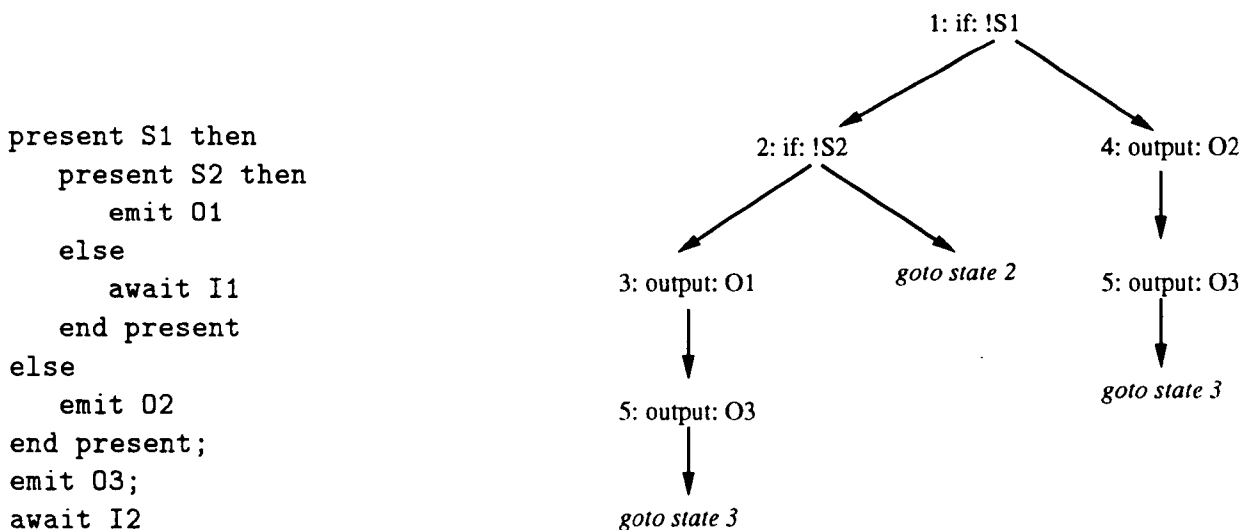 present S1 then
present S2 then
emit O1
else
await I1
end present
else
emit O2
end present;
emit O3;
await I2
1: if: !S1
2: if: !S2
4: output: O2
3: output: O1
goto state 2
5: output: O3
5: output: O3
goto state 3
goto state 3